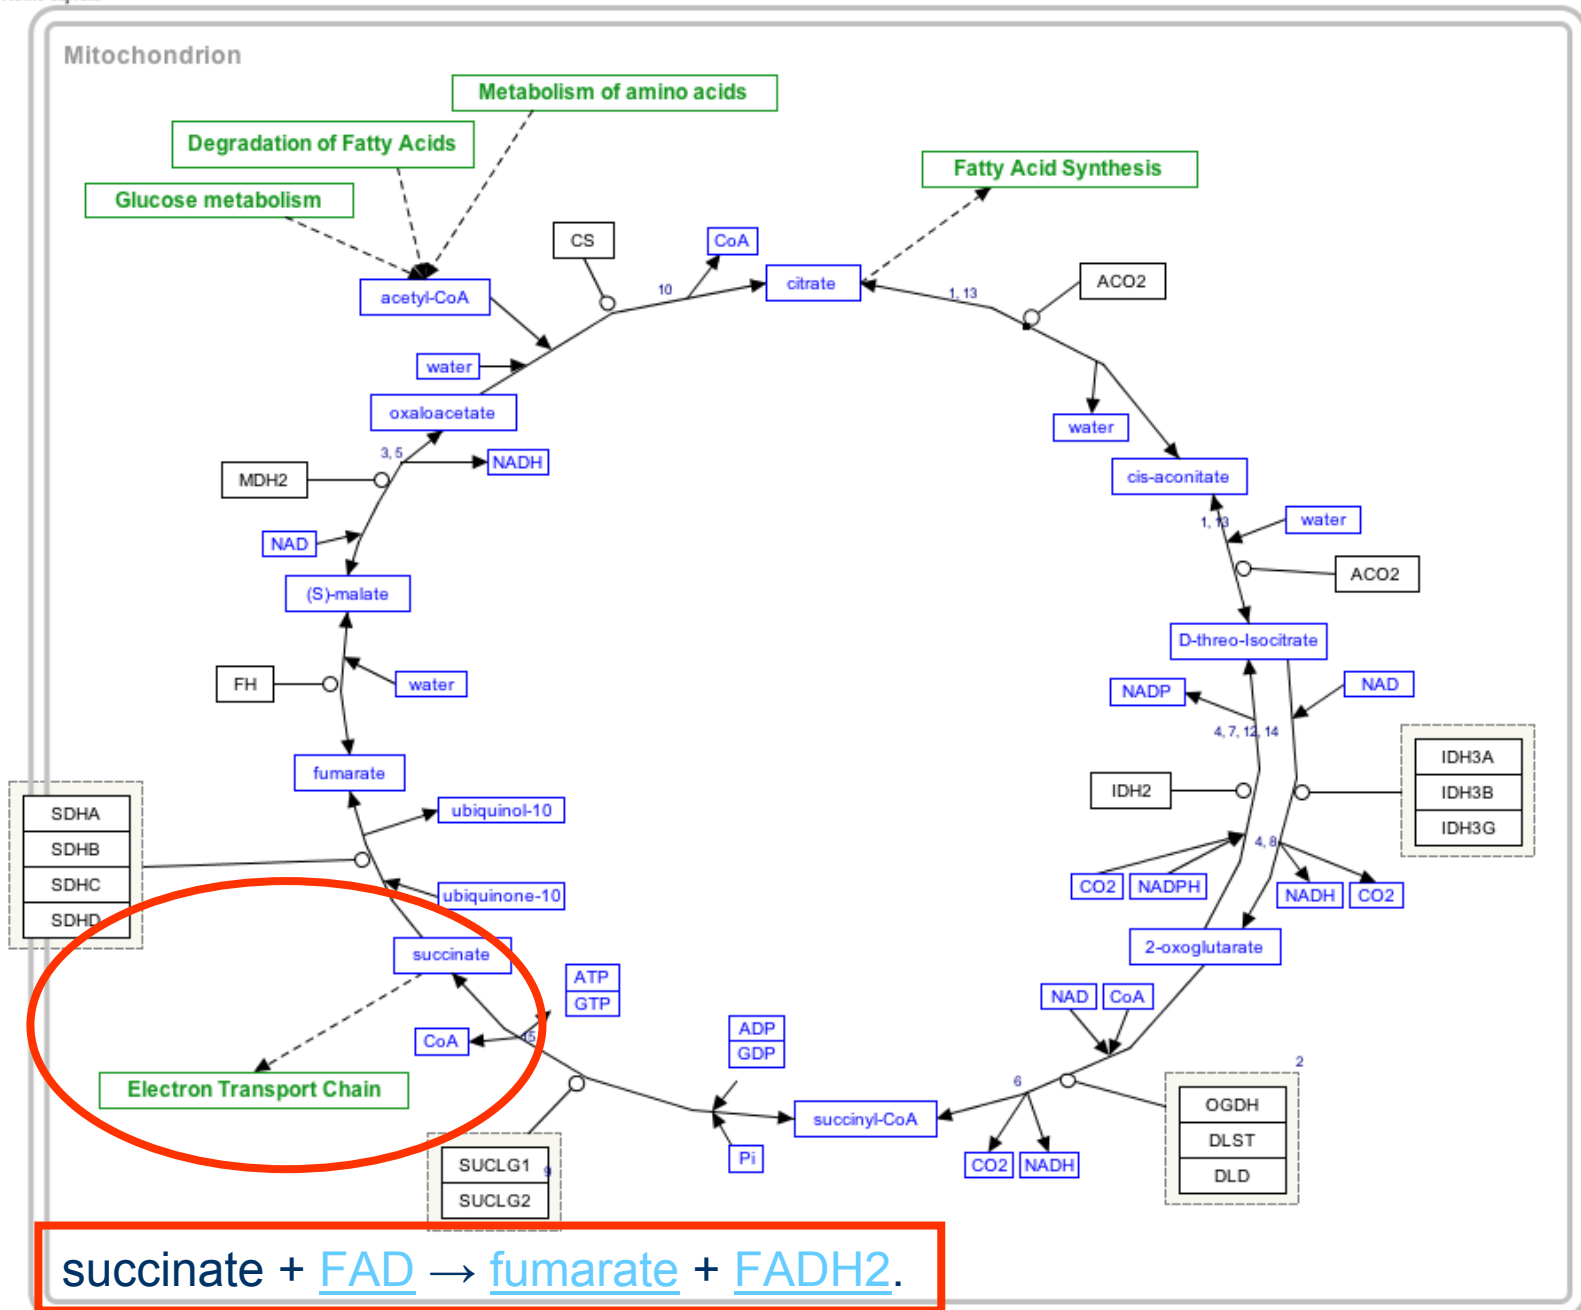 Mitochondrion
Metabolism of amino acids
Degradation of Fatty Acids
Fatty Acid Synthesis
Glucose metabolism
CS
CoA
citrate
ACO2
acetyl-CoA
10
1, 13
water
oxaloacetate
water
3, 5
NADH
MDH2
cis-aconitate
1, 13
water
NAD
ACO2
(S)-malate
D-threo-Isocitrate
FH
water
NADP
NAD
4, 7, 12, 14
fumarate
IDH3A
IDH3B
IDH3G
IDH2
SDHA
SDHB
SDHC
SDHD
ubiquinol-10
4, 8
ubiquinone-10
CO2
NADPH
NADH
CO2
succinate
2-oxoglutarate
ATP
GTP
NAD
CoA
CoA
15
ADP
GDP
2
Electron Transport Chain
6
succinyl-CoA
OGDH
DLST
DLD
Pi
CO2
NADH
SUCLG1
9
SUCLG2
succinate + FAD → fumarate + FADH2.